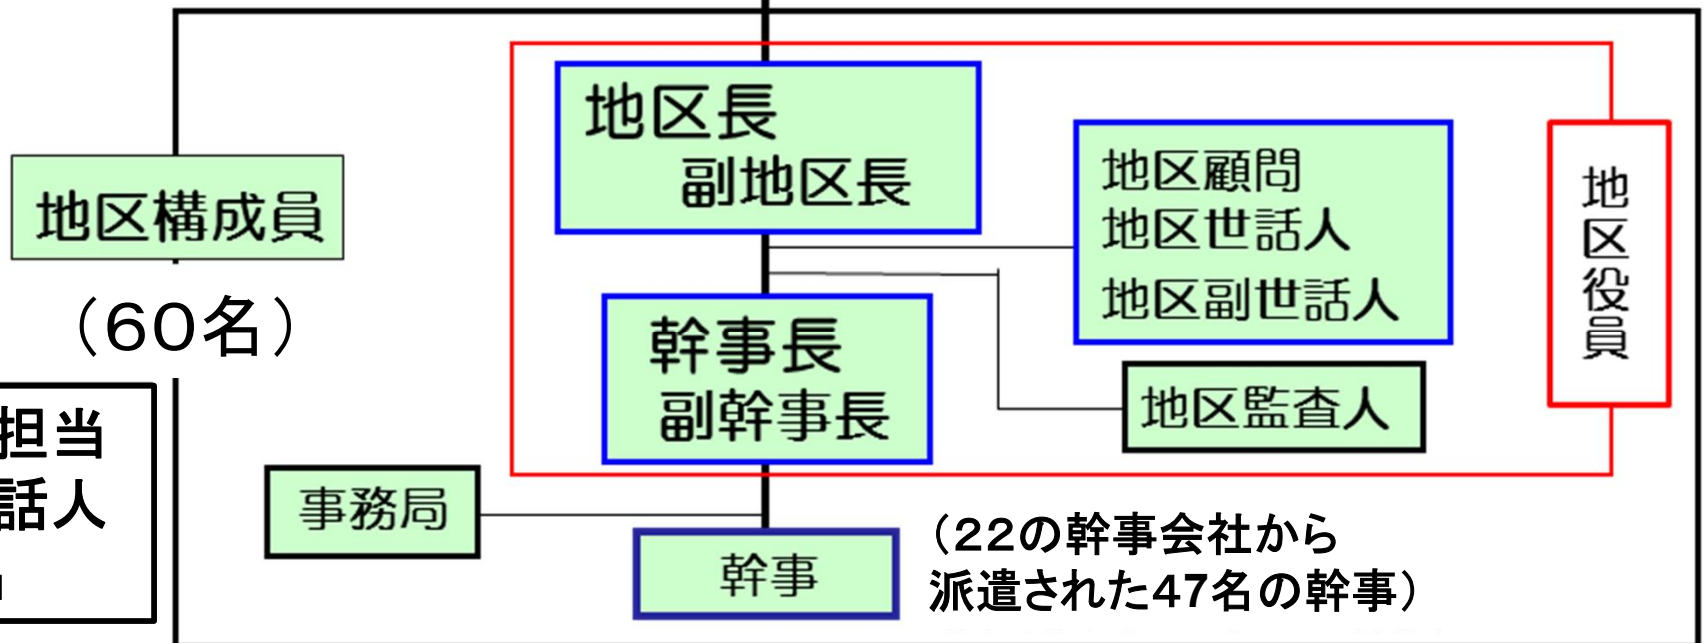 地区長
副地区長
地区顧問
地区世話人
地区副世話人
地区役員
地区構成員
（60名）
幹事長
副幹事長
地区監査人
担当
話人
事務局
幹事
（22の幹事会社から
派遣された47名の幹事）